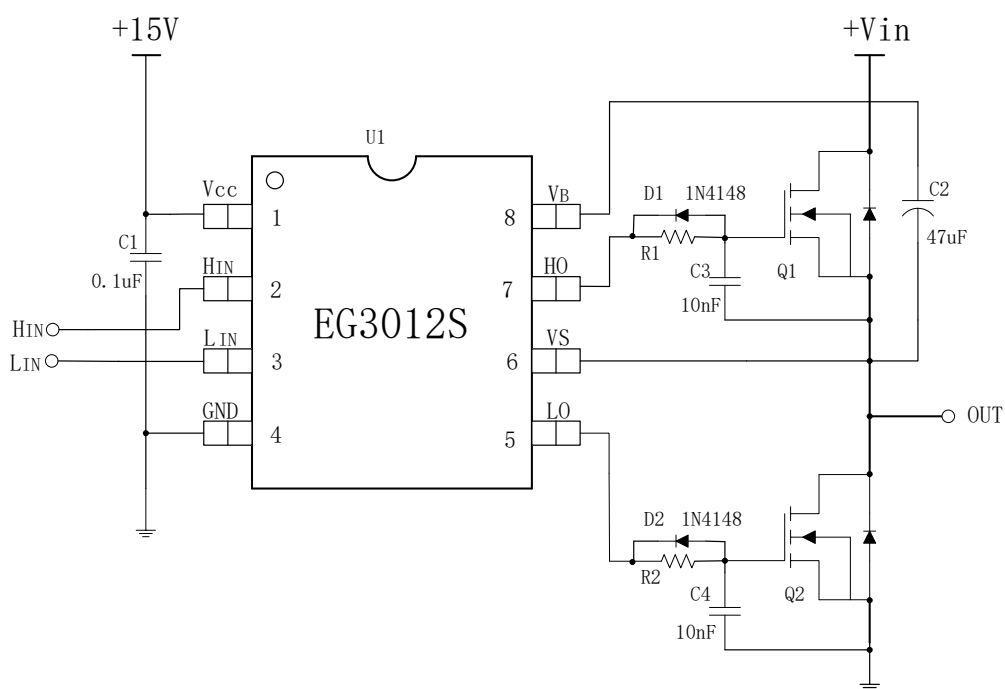 +15V
+Vin
U1
Vcc
1
C1
0.1uF
HIN
2
HIN
LIN
3
LIN
GND
4
EG3012S
VB
8
HO
7
VS
6
LO
5
D1 1N4148
R1
C3
10nF
Q1
C2
47uF
OUT
D2 1N4148
R2
C4
10nF
Q2